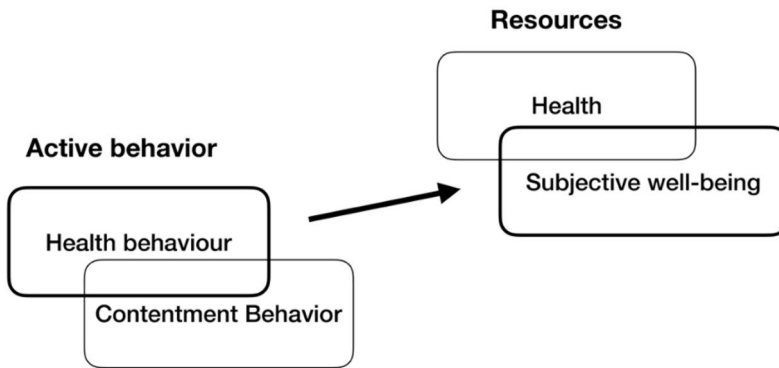 Resources
Health
Active behavior
Subjective well-being
Health behaviour
Contentment Behavior